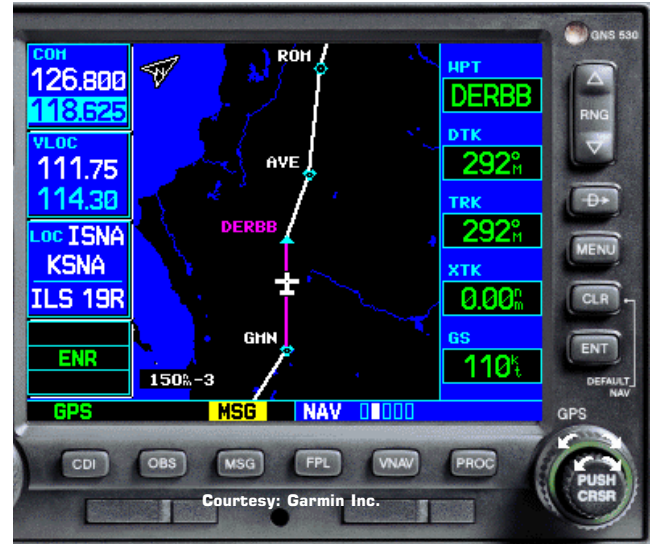 GNS 530
COM
126.800
118.625
VLOC
111.75
114.30
LOC ISNA
KSNA
ILS 19R
ENR
GPS
MSG
NAV
N
ROM
AVE
DERBB
GMN
150nm-3
WPT
DERBB
DTK
292°M
TRK
292°M
XTK
0.00nm
GS
110kt
RNG
D
MENU
CLR
ENT
DEFAULT
NAV
GPS
PUSH
CRSR
CDI
OBS
MSG
FPL
VNAV
PROC
Courtesy: Garmin Inc.